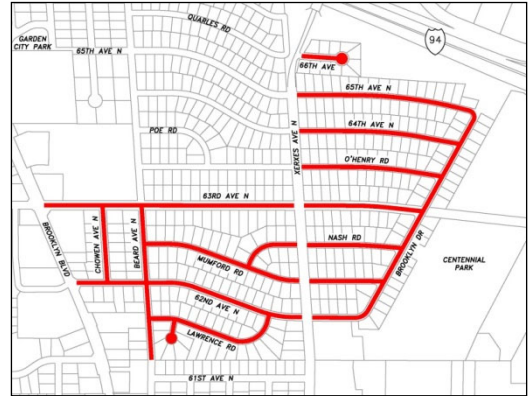 QUARLES RD
GARDEN
CITY PARK
65TH AVE N
94
66TH AVE
65TH AVE N
64TH AVE N
POE RD
XERXES AVE N
O'HENRY RD
63RD AVE N
BROOKLYN BLVD
CHOWEN AVE N
BEARD AVE N
NASH RD
BROOKLYN DR
CENTENNIAL
PARK
MUMFORD RD
62ND AVE N
LAWRENCE RD
61ST AVE N